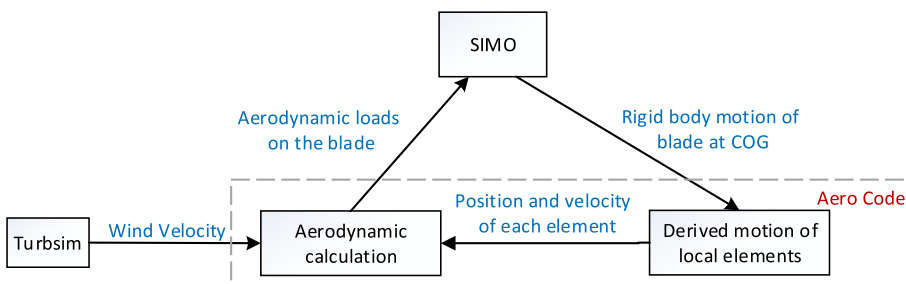 SIMO
Aerodynamic loads
on the blade
Rigid body motion of
blade at COG
Aero Code
Turbsim
Wind Velocity
Aerodynamic
calculation
Position and velocity
of each element
Derived motion of
local elements